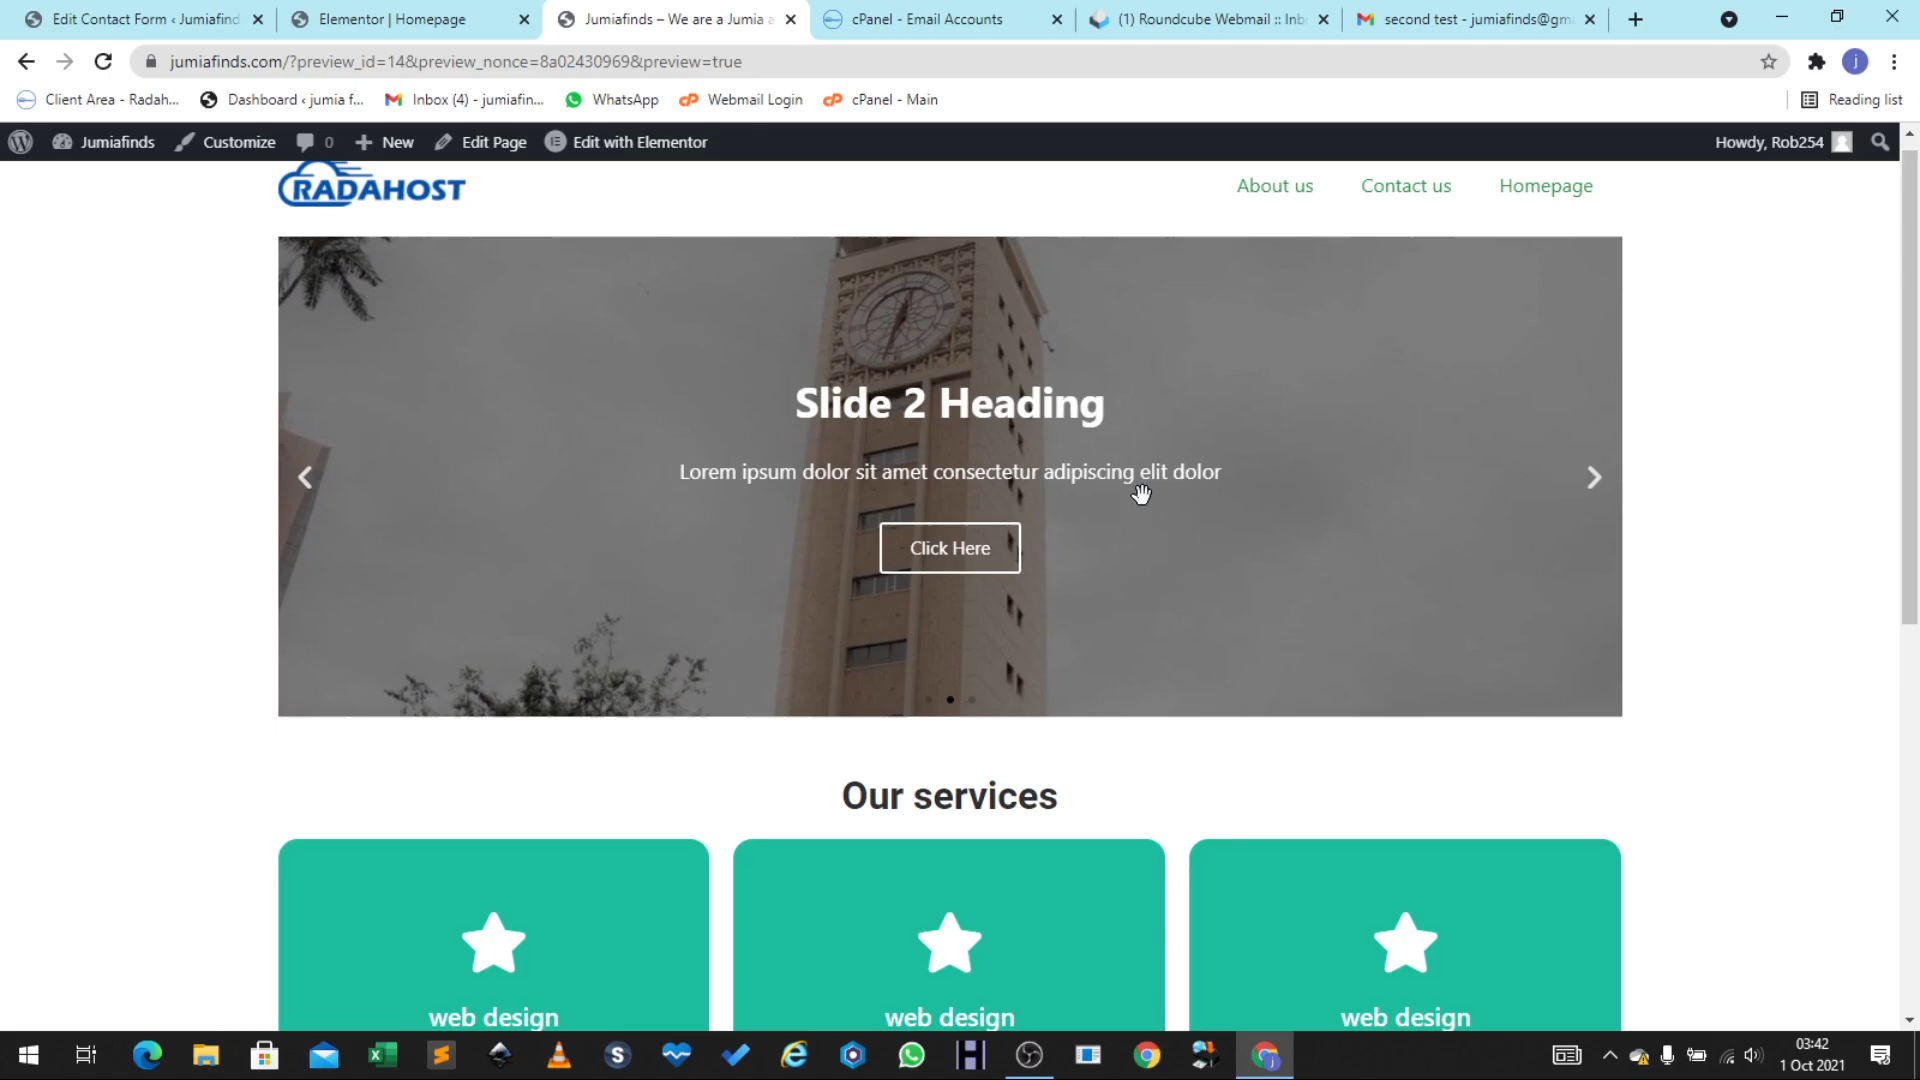 Edit Contact Form ‹ Jumiafind
Elementor | Homepage
Jumiafinds – We are a Jumia a
cPanel - Email Accounts
(1) Roundcube Webmail :: Inb
second test - jumiafinds@gm
jumiafinds.com/?preview_id=14&preview_nonce=8a02430969&preview=true
j
Client Area - Radah...
Dashboard ‹ jumia f...
Inbox (4) - jumiafin...
WhatsApp
Webmail Login
cPanel - Main
Reading list
Jumiafinds
Customize
0
New
Edit Page
Edit with Elementor
Howdy, Rob254
RADAHOST
About us
Contact us
Homepage
Slide 2 Heading
Lorem ipsum dolor sit amet consectetur adipiscing elit dolor
Click Here
Our services
web design
web design
web design
03:42
1 Oct 2021